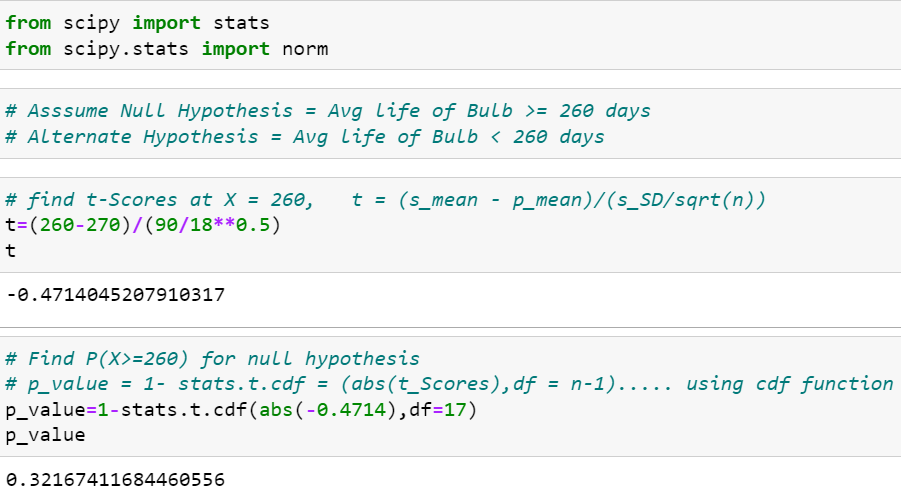 from scipy import stats
from scipy.stats import norm
# Asssume Null Hypothesis = Avg life of Bulb >= 260 days
# Alternate Hypothesis = Avg life of Bulb < 260 days
# find t-Scores at X = 260,   t = (s_mean - p_mean)/(s_SD/sqrt(n))
t=(260-270)/(90/18**0.5)
t
-0.4714045207910317
# Find P(X>=260) for null hypothesis
# p_value = 1- stats.t.cdf = (abs(t_Scores),df = n-1)..... using cdf function
p_value=1-stats.t.cdf(abs(-0.4714),df=17)
p_value
0.32167411684460556